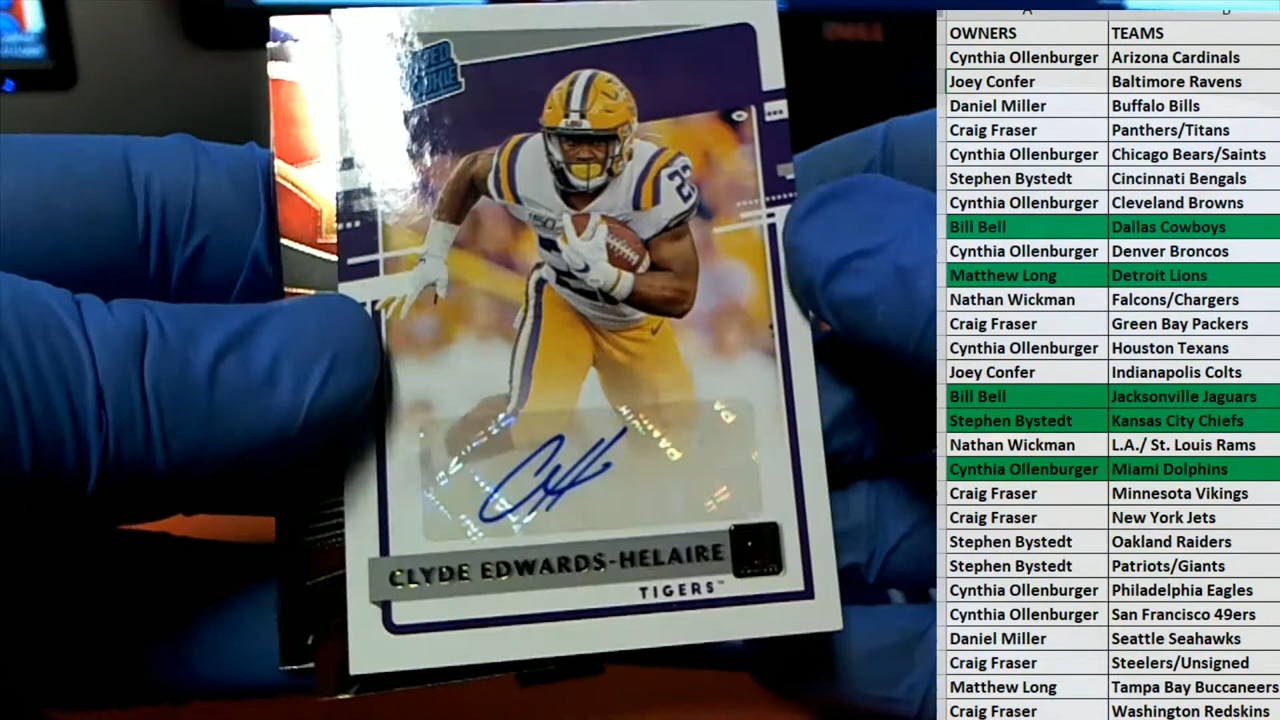 RATED
ROOKIE
LSU
150
22
CLYDE EDWARDS-HELAIRE
TIGERS™
OWNERS TEAMS
Cynthia Ollenburger Arizona Cardinals
Joey Confer Baltimore Ravens
Daniel Miller Buffalo Bills
Craig Fraser Panthers/Titans
Cynthia Ollenburger Chicago Bears/Saints
Stephen Bystedt Cincinnati Bengals
Cynthia Ollenburger Cleveland Browns
Bill Bell Dallas Cowboys
Cynthia Ollenburger Denver Broncos
Matthew Long Detroit Lions
Nathan Wickman Falcons/Chargers
Craig Fraser Green Bay Packers
Cynthia Ollenburger Houston Texans
Joey Confer Indianapolis Colts
Bill Bell Jacksonville Jaguars
Stephen Bystedt Kansas City Chiefs
Nathan Wickman L.A./ St. Louis Rams
Cynthia Ollenburger Miami Dolphins
Craig Fraser Minnesota Vikings
Craig Fraser New York Jets
Stephen Bystedt Oakland Raiders
Stephen Bystedt Patriots/Giants
Cynthia Ollenburger Philadelphia Eagles
Cynthia Ollenburger San Francisco 49ers
Daniel Miller Seattle Seahawks
Craig Fraser Steelers/Unsigned
Matthew Long Tampa Bay Buccaneers
Craig Fraser Washington Redskins